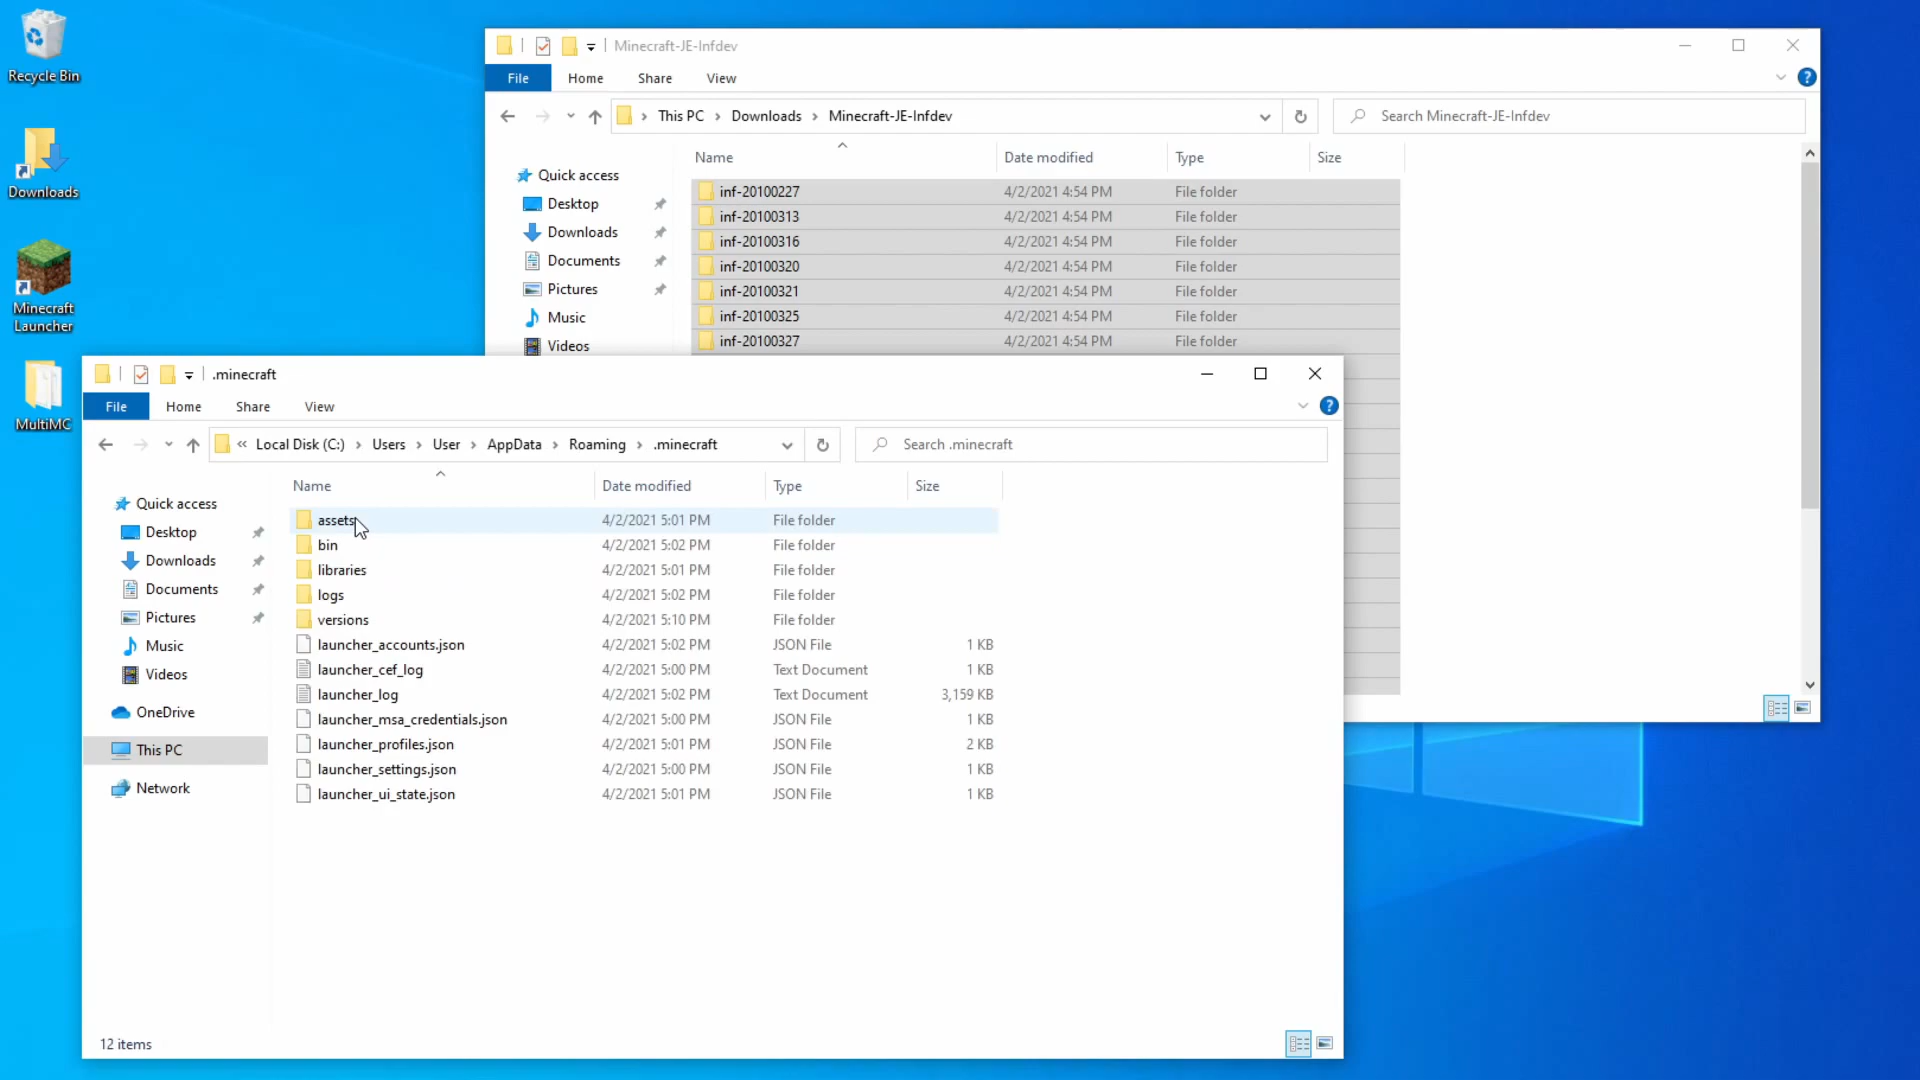 Recycle Bin
Downloads
Minecraft
Launcher
MultiMC
Minecraft-JE-Infdev
File Home Share View
This PC Downloads Minecraft-JE-Infdev Search Minecraft-JE-Infdev
Name Date modified Type Size
Quick access
Desktop
Downloads
Documents
Pictures
Music
Videos
inf-20100227 4/2/2021 4:54 PM File folder
inf-20100313 4/2/2021 4:54 PM File folder
inf-20100316 4/2/2021 4:54 PM File folder
inf-20100320 4/2/2021 4:54 PM File folder
inf-20100321 4/2/2021 4:54 PM File folder
inf-20100325 4/2/2021 4:54 PM File folder
inf-20100327 4/2/2021 4:54 PM File folder
.minecraft
File Home Share View
« Local Disk (C:) Users User AppData Roaming .minecraft Search .minecraft
Name Date modified Type Size
Quick access
Desktop
Downloads
Documents
Pictures
Music
Videos
OneDrive
This PC
Network
assets 4/2/2021 5:01 PM File folder
bin 4/2/2021 5:02 PM File folder
libraries 4/2/2021 5:01 PM File folder
logs 4/2/2021 5:02 PM File folder
versions 4/2/2021 5:10 PM File folder
launcher_accounts.json 4/2/2021 5:02 PM JSON File 1 KB
launcher_cef_log 4/2/2021 5:00 PM Text Document 1 KB
launcher_log 4/2/2021 5:02 PM Text Document 3,159 KB
launcher_msa_credentials.json 4/2/2021 5:00 PM JSON File 1 KB
launcher_profiles.json 4/2/2021 5:01 PM JSON File 2 KB
launcher_settings.json 4/2/2021 5:00 PM JSON File 1 KB
launcher_ui_state.json 4/2/2021 5:01 PM JSON File 1 KB
12 items